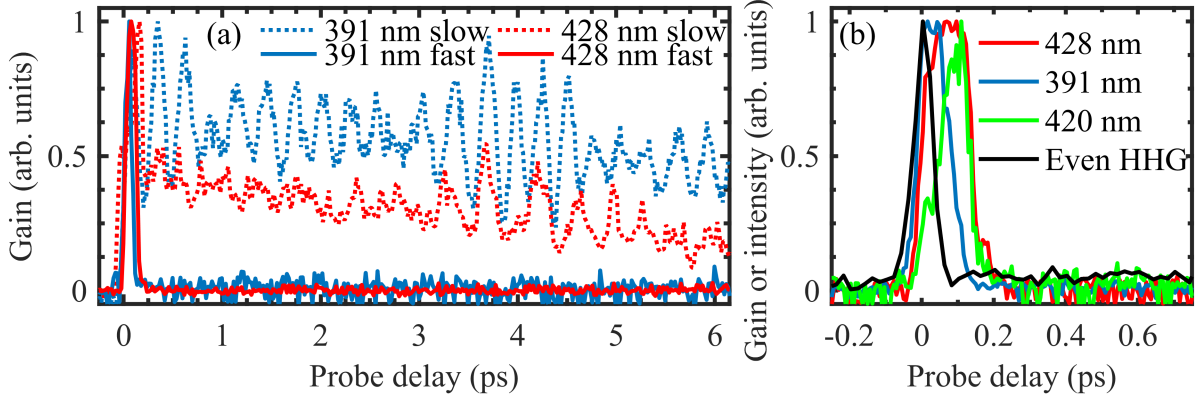 (a)
391 nm slow
428 nm slow
391 nm fast
428 nm fast
Gain (arb. units)
1
0.5
0
0
1
2
3
4
5
6
Probe delay (ps)
(b)
428 nm
391 nm
420 nm
Even HHG
Gain or intensity (arb. units)
1
0.5
0
-0.2
0
0.2
0.4
0.6
Probe delay (ps)